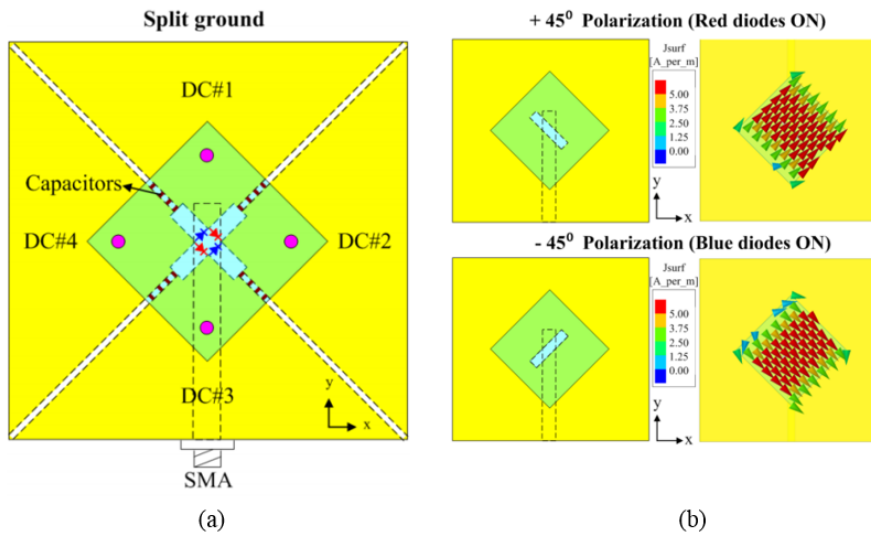 Split ground
DC#1
Capacitors
DC#4
DC#2
DC#3
y
x
SMA
(a)
+ 45⁰ Polarization (Red diodes ON)
Jsurf
[A_per_m]
5.00
3.75
2.50
1.25
0.00
y
x
- 45⁰ Polarization (Blue diodes ON)
Jsurf
[A_per_m]
5.00
3.75
2.50
1.25
0.00
y
x
(b)